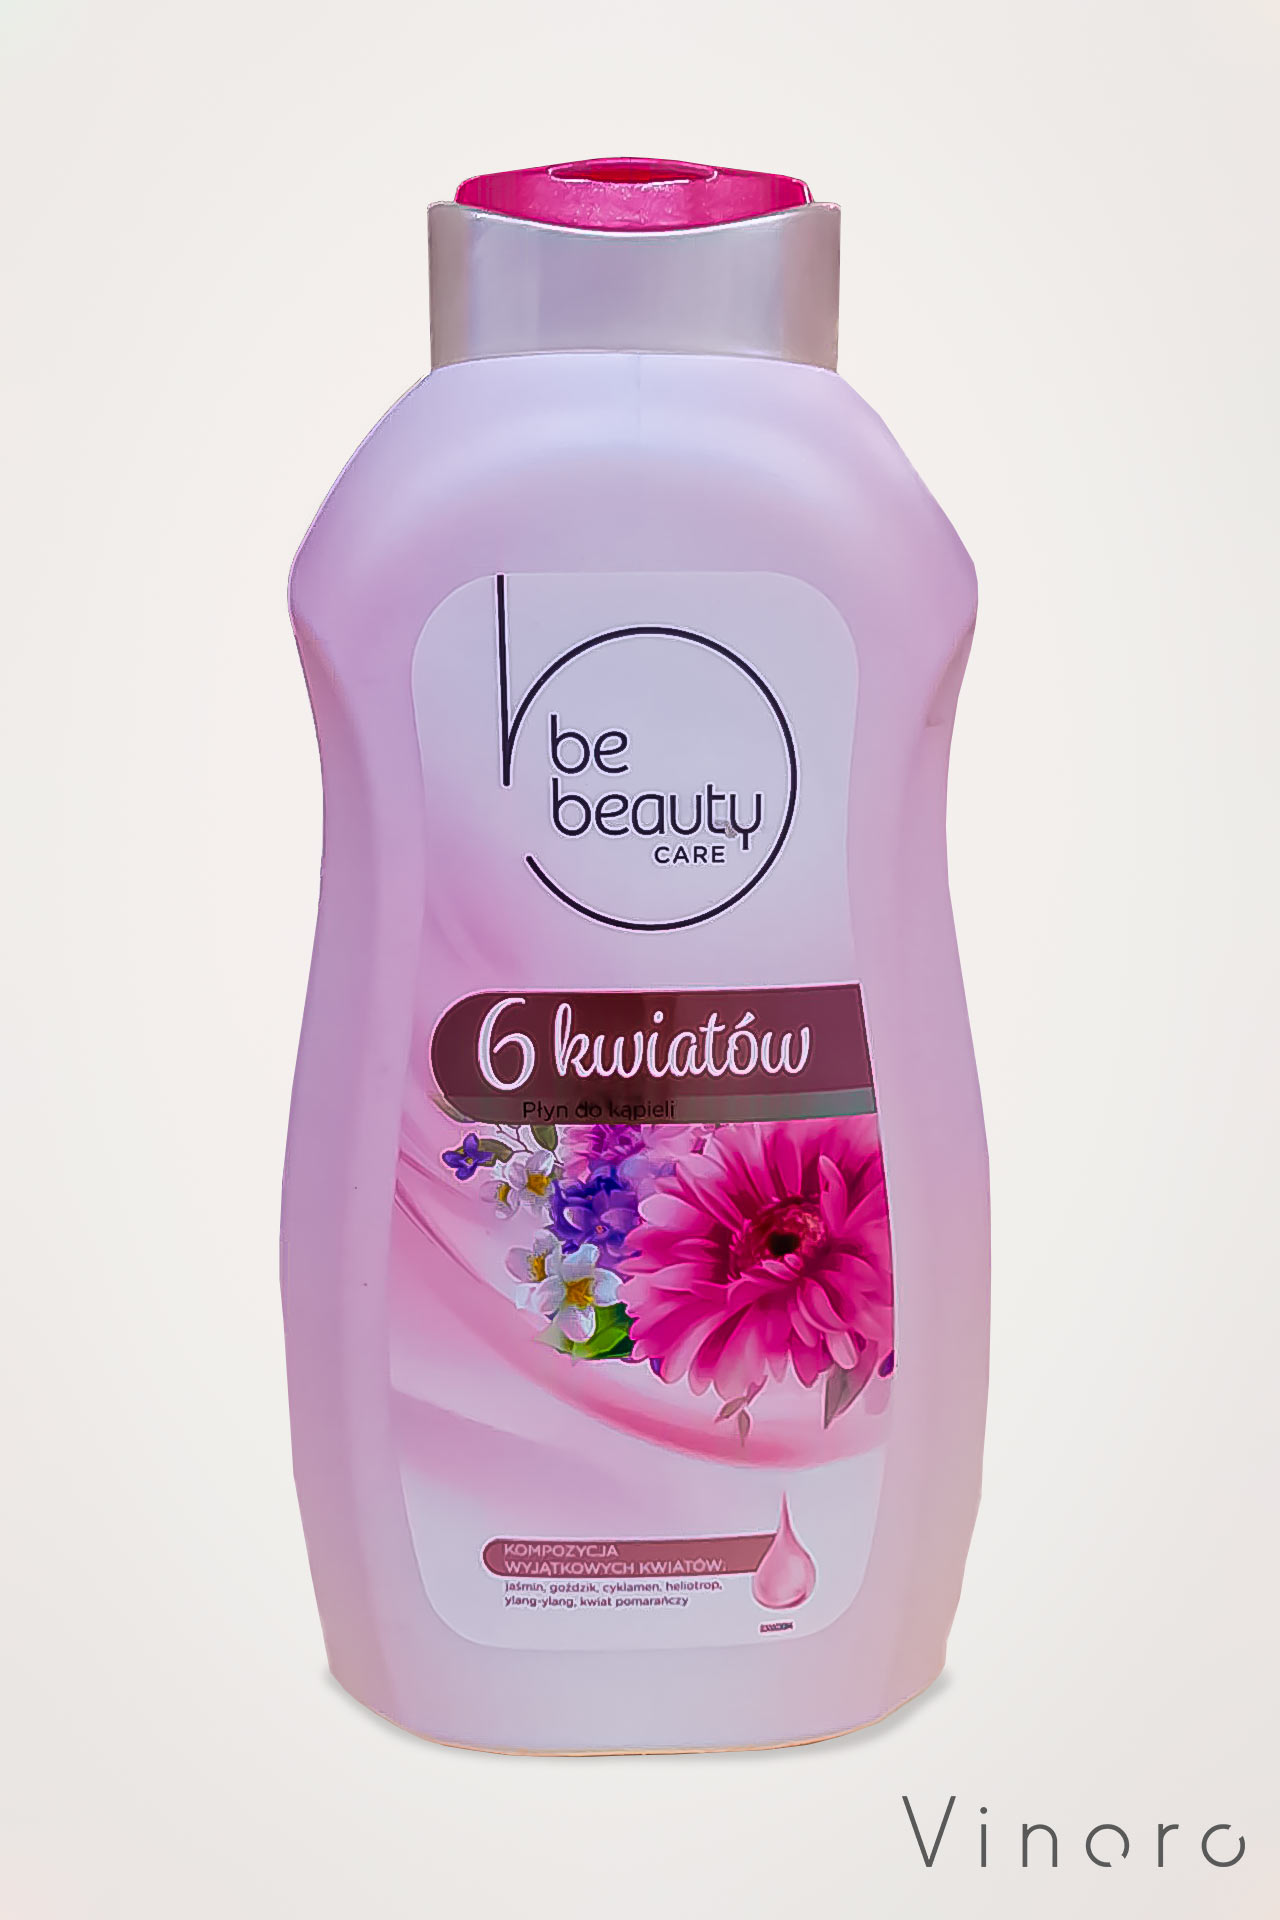 be
beauty
CARE
6 kwiatów
Płyn do kąpieli
KOMPOZYCJA
WYJĄTKOWYCH KWIATÓW:
jaśmin, goździk, cyklamen, heliotrop,
ylang-ylang, kwiat pomarańczy
Vinoro